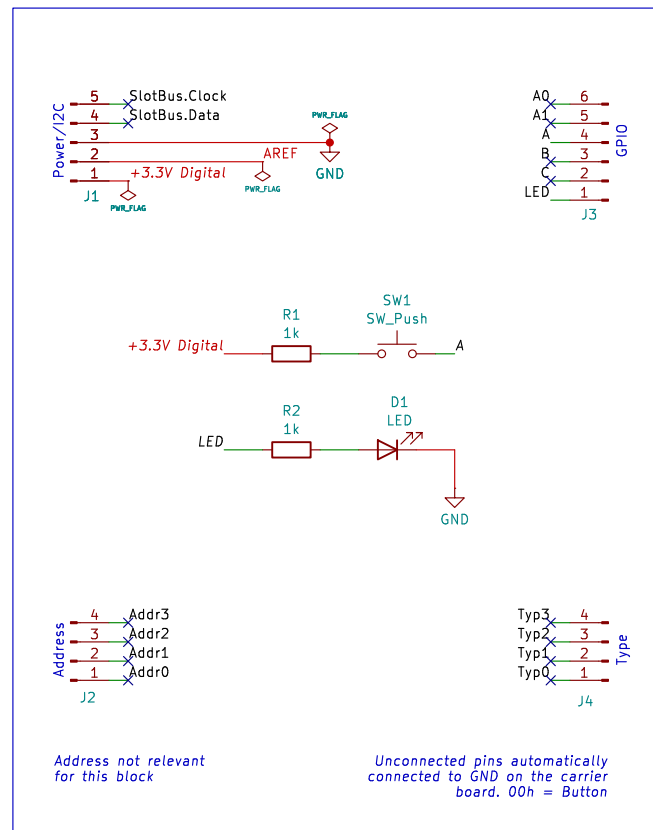 Power/I2C
5 SlotBus.Clock
4 SlotBus.Data
3
2 AREF
1 +3.3V Digital
J1
PWR_FLAG
GND
PWR_FLAG
PWR_FLAG
A0 6
A1 5
A 4
B 3
C 2
LED 1
GPIO
J3
SW1
SW_Push
R1
1k
+3.3V Digital
A
R2
1k
D1
LED
LED
GND
Address
4 Addr3
3 Addr2
2 Addr1
1 Addr0
J2
Typ3 4
Typ2 3
Typ1 2
Typ0 1
Type
J4
Address not relevant
for this block
Unconnected pins automatically
connected to GND on the carrier
board. 00h = Button